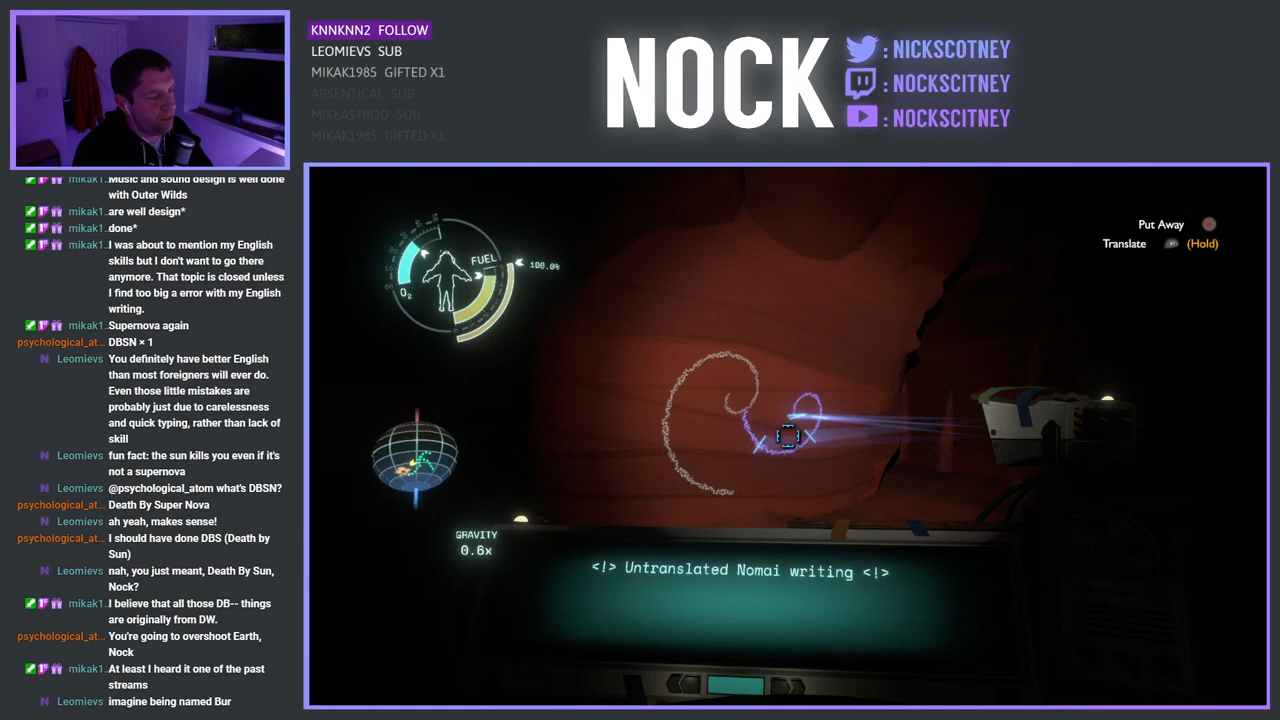 KNNKNN2 FOLLOW
LEOMIEVS SUB
MIKAK1985 GIFTED X1
ARSENTICAL SUB
MIKEASTROD SUB
MIKAK1985 GIFTED X1
NOCK
: NICKSCOTNEY
: NOCKSCITNEY
: NOCKSCITNEY
mikak1.. Music and sound design is well done
with Outer Wilds
mikak1.. are well design*
mikak1.. done*
mikak1.. I was about to mention my English
skills but I don't want to go there
anymore. That topic is closed unless
I find too big a error with my English
writing.
mikak1.. Supernova again
psychological_at... DBSN × 1
Leomievs You definitely have better English
than most foreigners will ever do.
Even those little mistakes are
probably just due to carelessness
and quick typing, rather than lack of
skill
Leomievs fun fact: the sun kills you even if it's
not a supernova
Leomievs @psychological_atom what's DBSN?
psychological_at... Death By Super Nova
Leomievs ah yeah, makes sense!
psychological_at... I should have done DBS (Death by
Sun)
Leomievs nah, you just meant, Death By Sun,
Nock?
mikak1.. I believe that all those DB-- things
are originally from DW.
psychological_at... You're going to overshoot Earth,
Nock
mikak1.. At least I heard it one of the past
streams
Leomievs imagine being named Bur
Put Away
Translate (Hold)
FUEL
100.0%
O2
GRAVITY
0.6x
<!> Untranslated Nomai writing <!>